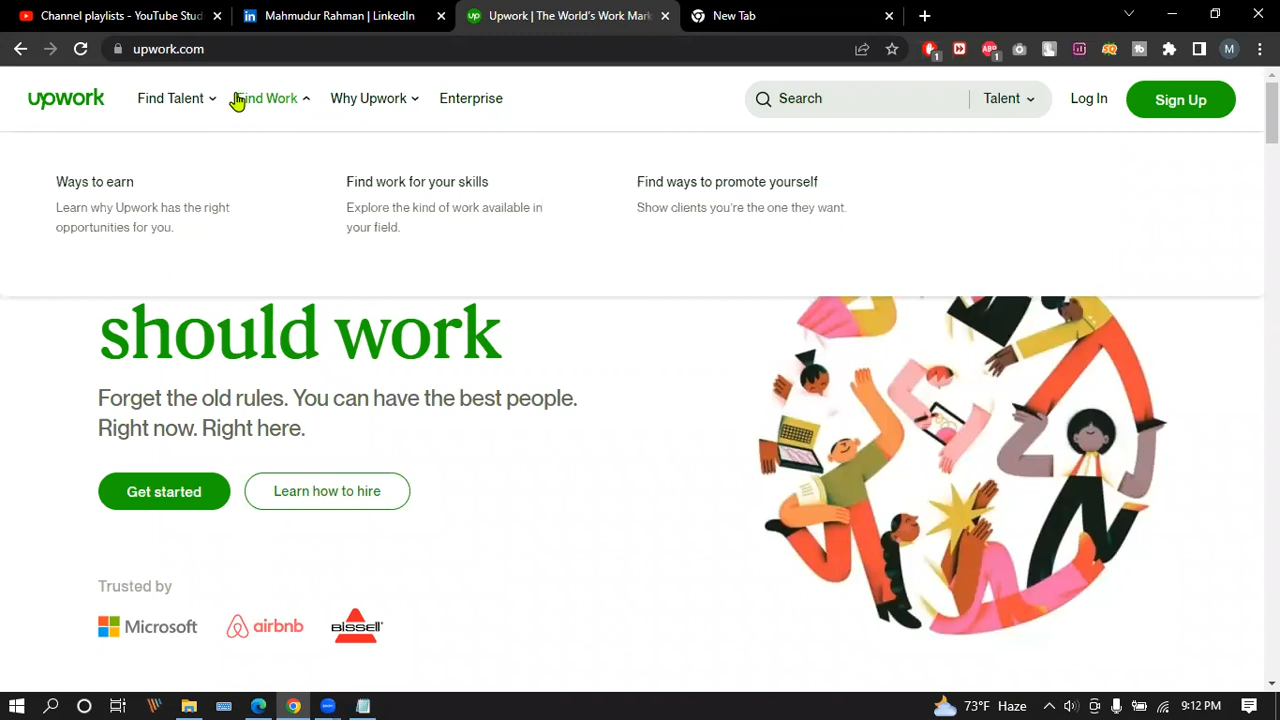 Channel playlists - YouTube Stud
Mahmudur Rahman | LinkedIn
Upwork | The World's Work Mark
New Tab
upwork.com
1
1
M
upwork
Find Talent
Find Work
Why Upwork
Enterprise
Search
Talent
Log In
Sign Up
Ways to earn
Learn why Upwork has the right
opportunities for you.
Find work for your skills
Explore the kind of work available in
your field.
Find ways to promote yourself
Show clients you're the one they want.
should work
Forget the old rules. You can have the best people.
Right now. Right here.
Get started
Learn how to hire
Trusted by
Microsoft
airbnb
BISSELL
73°F Haze
9:12 PM